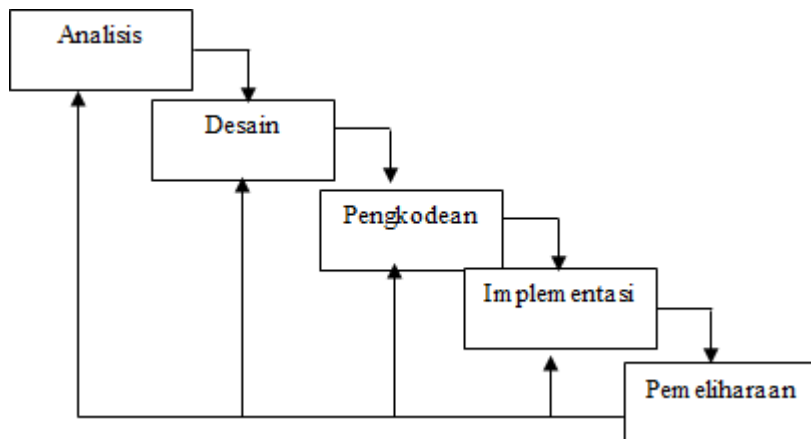 Analisis
Desain
Pengkodean
Implementasi
Pemeliharaan